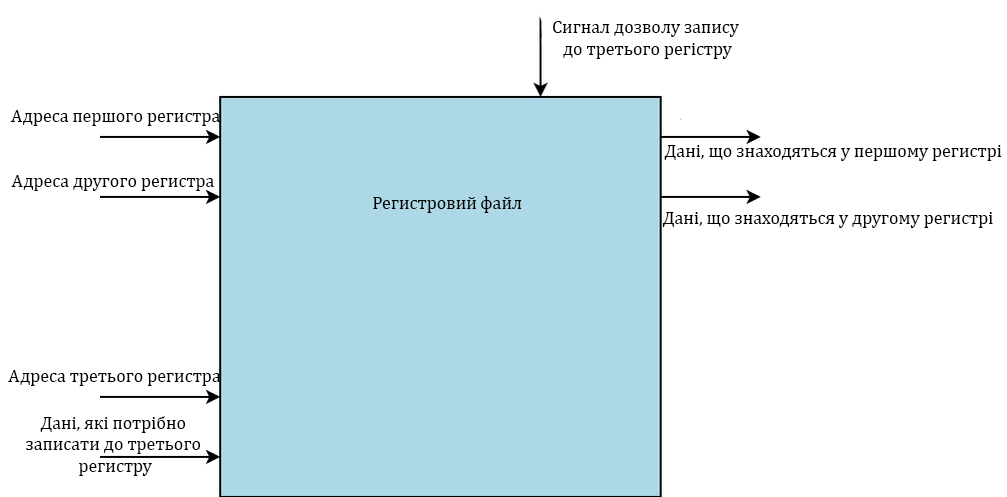 Сигнал дозволу запису
до третього регістру
Адреса першого регистра
Дані, що знаходяться у першому регистрі
Адреса другого регистра
Регистровий файл
Дані, що знаходяться у другому регистрі
Адреса третього регистра
Дані, які потрібно
записати до третього
регистру